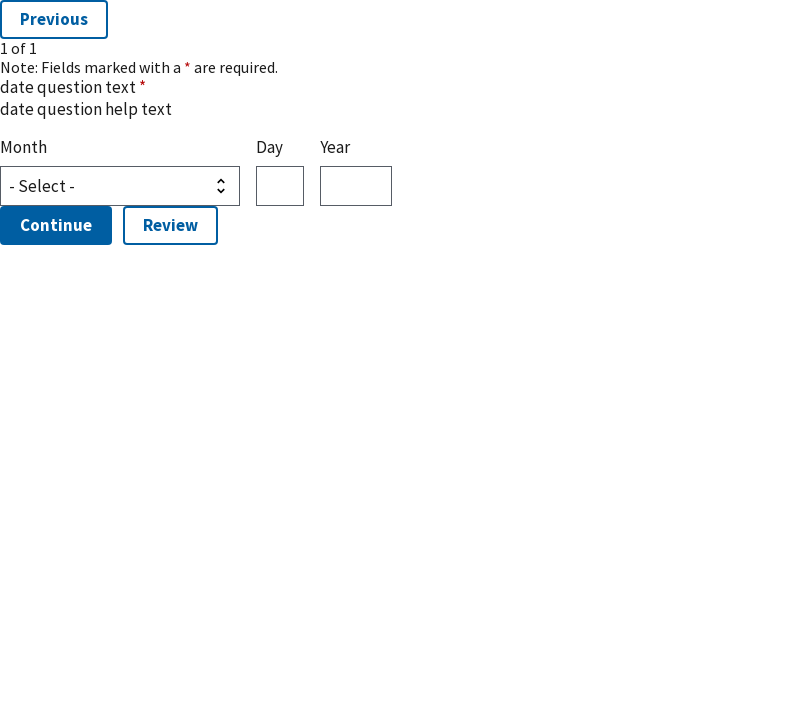 Previous
1 of 1
Note: Fields marked with a * are required.
date question text *
date question help text
Month Day Year
- Select -
Continue Review